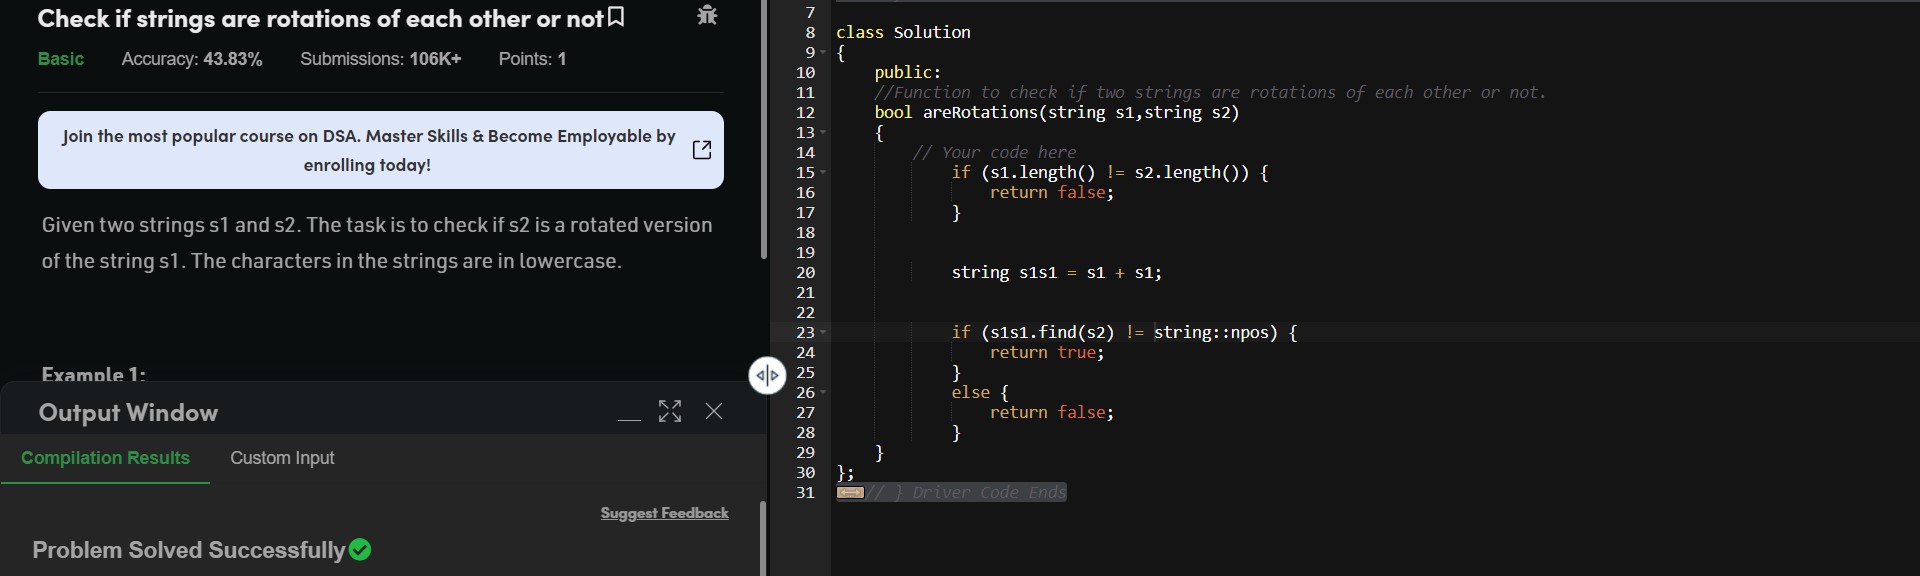 Check if strings are rotations of each other or not
Basic Accuracy: 43.83% Submissions: 106K+ Points: 1
Join the most popular course on DSA. Master Skills & Become Employable by
enrolling today!
Given two strings s1 and s2. The task is to check if s2 is a rotated version
of the string s1. The characters in the strings are in lowercase.
Example 1:
Output Window
Compilation Results Custom Input
Suggest Feedback
Problem Solved Successfully
7
8 class Solution
9 {
10     public:
11     //Function to check if two strings are rotations of each other or not.
12     bool areRotations(string s1,string s2)
13     {
14         // Your code here
15             if (s1.length() != s2.length()) {
16                 return false;
17             }
18
19
20             string s1s1 = s1 + s1;
21
22
23             if (s1s1.find(s2) != string::npos) {
24                 return true;
25             }
26             else {
27                 return false;
28             }
29     }
30 };
31 // } Driver Code Ends